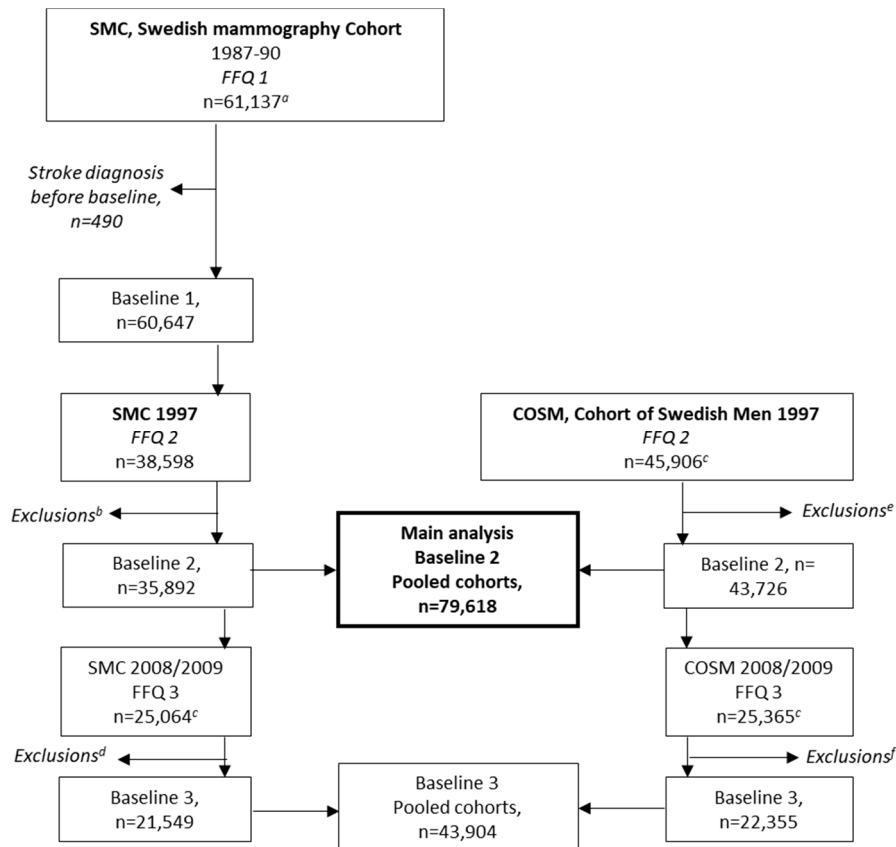 SMC, Swedish mammography Cohort
1987-90
FFQ 1
n=61,137a
Stroke diagnosis
before baseline,
n=490
Baseline 1,
n=60,647
SMC 1997
FFQ 2
n=38,598
COSM, Cohort of Swedish Men 1997
FFQ 2
n=45,906c
Exclusionsb
Exclusionse
Baseline 2,
n=35,892
Main analysis
Baseline 2
Pooled cohorts,
n=79,618
Baseline 2, n=
43,726
SMC 2008/2009
FFQ 3
n=25,064c
COSM 2008/2009
FFQ 3
n=25,365c
Exclusionsd
Exclusionsf
Baseline 3,
n=21,549
Baseline 3
Pooled cohorts,
n=43,904
Baseline 3,
n=22,355